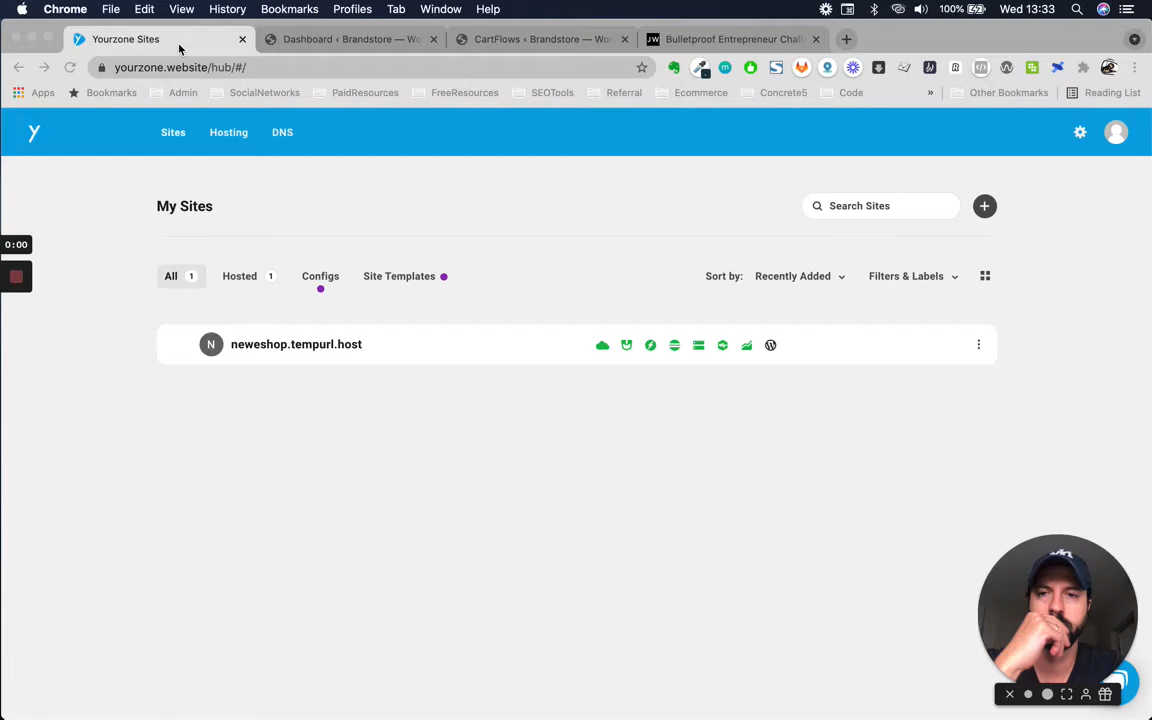 Chrome File Edit View History Bookmarks Profiles Tab Window Help 100% Wed 13:33
Yourzone Sites Dashboard ‹ Brandstore — Wo CartFlows ‹ Brandstore — Wor JW Bulletproof Entrepreneur Chall
yourzone.website/hub/#/
Apps Bookmarks Admin SocialNetworks PaidResources FreeResources SEOTools Referral Ecommerce Concrete5 Code » Other Bookmarks Reading List
y Sites Hosting DNS
My Sites Search Sites
0:00
All 1 Hosted 1 Configs Site Templates Sort by: Recently Added Filters & Labels
N neweshop.tempurl.host